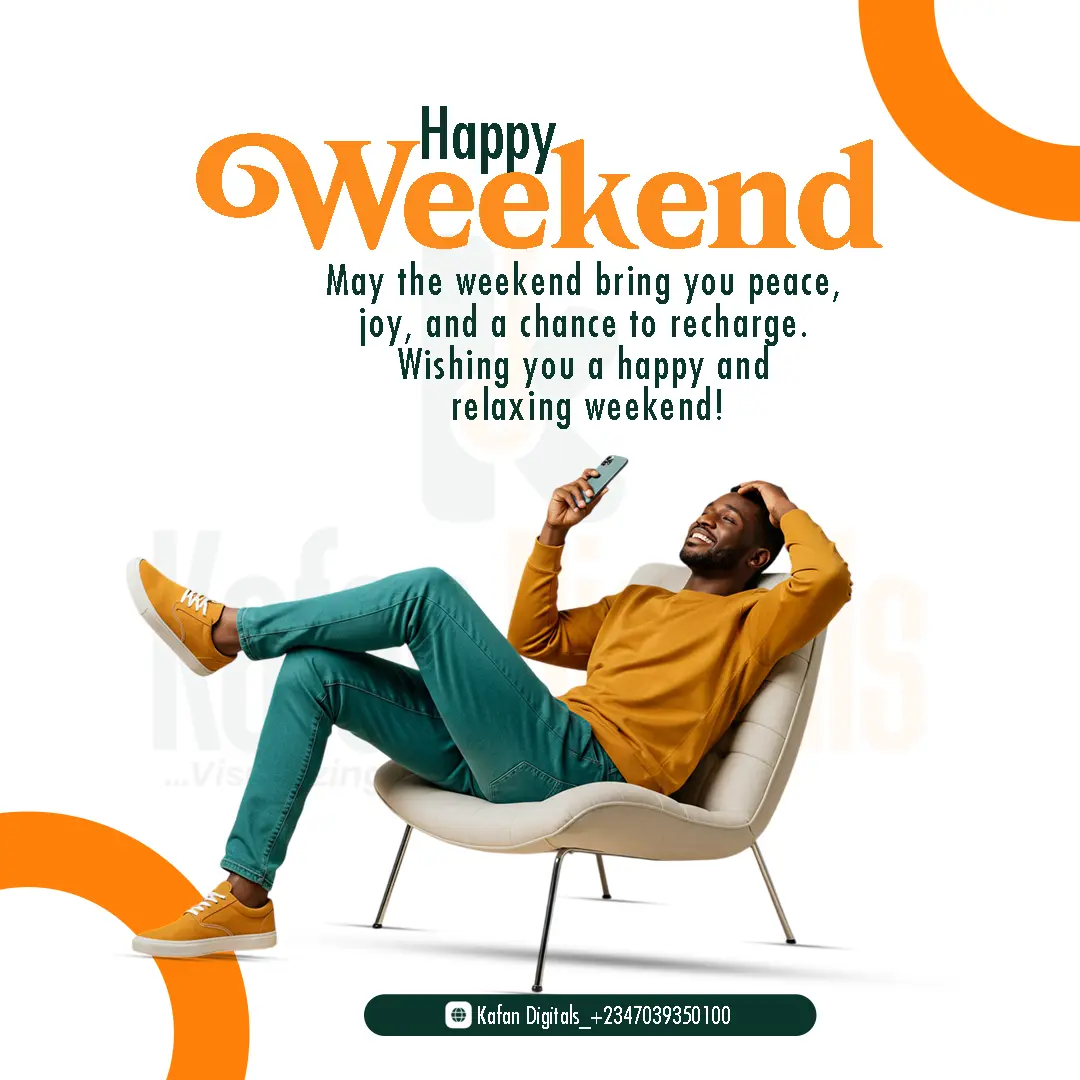 Happy
Weekend
May the weekend bring you peace,
joy, and a chance to recharge.
Wishing you a happy and
relaxing weekend!
Kafan Digitals_+2347039350100